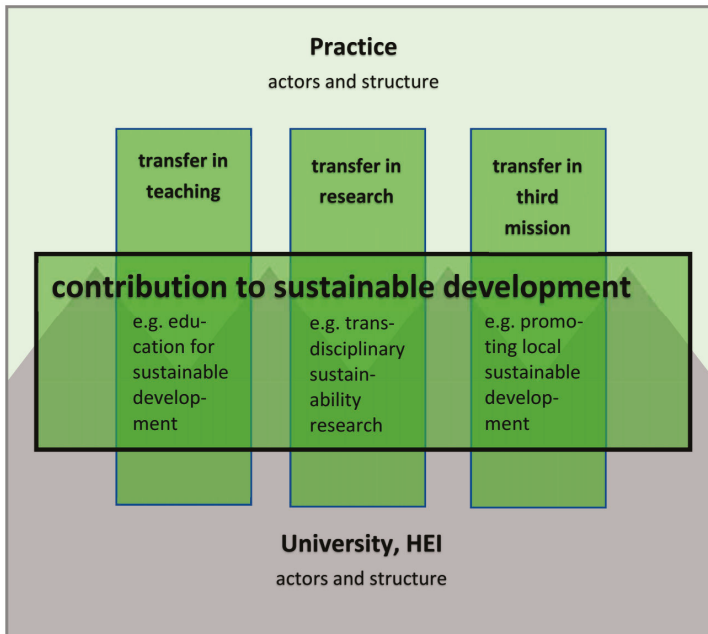 Practice
actors and structure
transfer in
teaching
transfer in
research
transfer in
third
mission
contribution to sustainable development
e.g. edu-
cation for
sustainable
develop-
ment
e.g. trans-
disciplinary
sustain-
ability
research
e.g. promo-
ting local
sustainable
develop-
ment
University, HEI
actors and structure